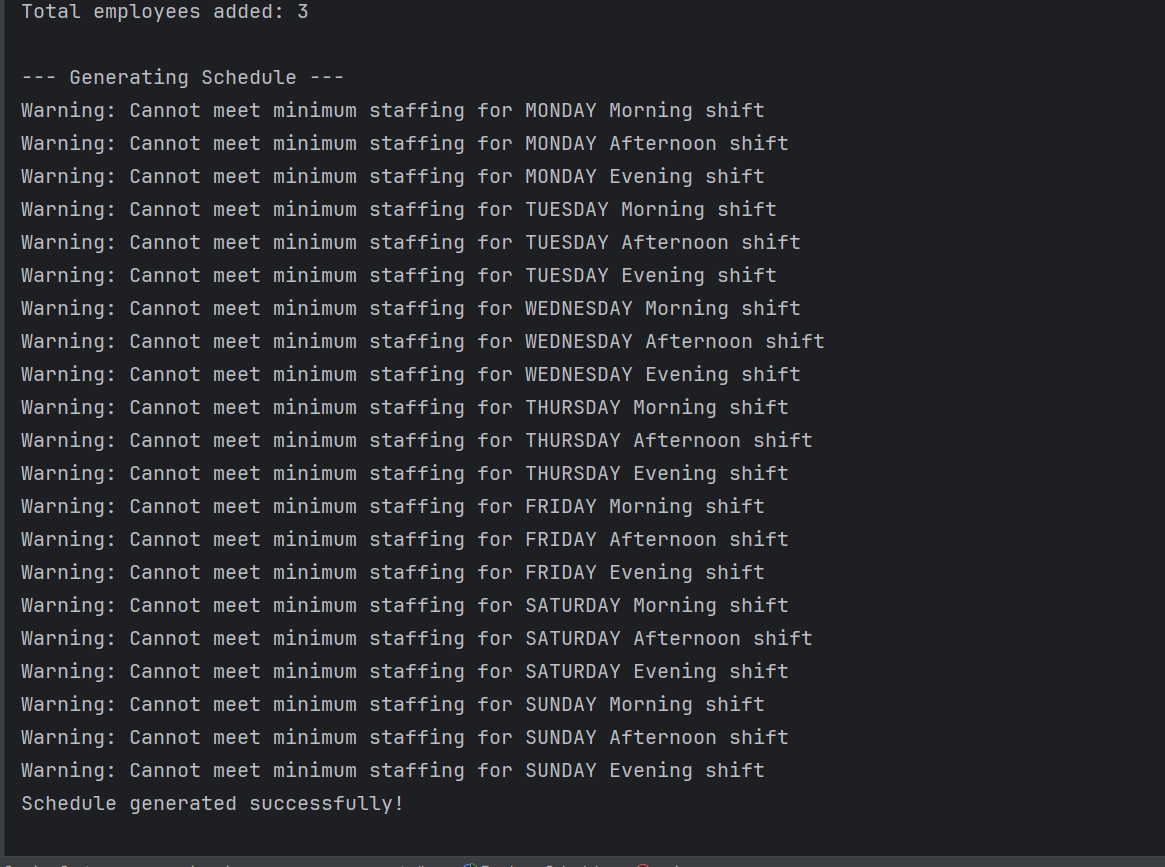 Total employees added: 3
--- Generating Schedule ---
Warning: Cannot meet minimum staffing for MONDAY Morning shift
Warning: Cannot meet minimum staffing for MONDAY Afternoon shift
Warning: Cannot meet minimum staffing for MONDAY Evening shift
Warning: Cannot meet minimum staffing for TUESDAY Morning shift
Warning: Cannot meet minimum staffing for TUESDAY Afternoon shift
Warning: Cannot meet minimum staffing for TUESDAY Evening shift
Warning: Cannot meet minimum staffing for WEDNESDAY Morning shift
Warning: Cannot meet minimum staffing for WEDNESDAY Afternoon shift
Warning: Cannot meet minimum staffing for WEDNESDAY Evening shift
Warning: Cannot meet minimum staffing for THURSDAY Morning shift
Warning: Cannot meet minimum staffing for THURSDAY Afternoon shift
Warning: Cannot meet minimum staffing for THURSDAY Evening shift
Warning: Cannot meet minimum staffing for FRIDAY Morning shift
Warning: Cannot meet minimum staffing for FRIDAY Afternoon shift
Warning: Cannot meet minimum staffing for FRIDAY Evening shift
Warning: Cannot meet minimum staffing for SATURDAY Morning shift
Warning: Cannot meet minimum staffing for SATURDAY Afternoon shift
Warning: Cannot meet minimum staffing for SATURDAY Evening shift
Warning: Cannot meet minimum staffing for SUNDAY Morning shift
Warning: Cannot meet minimum staffing for SUNDAY Afternoon shift
Warning: Cannot meet minimum staffing for SUNDAY Evening shift
Schedule generated successfully!